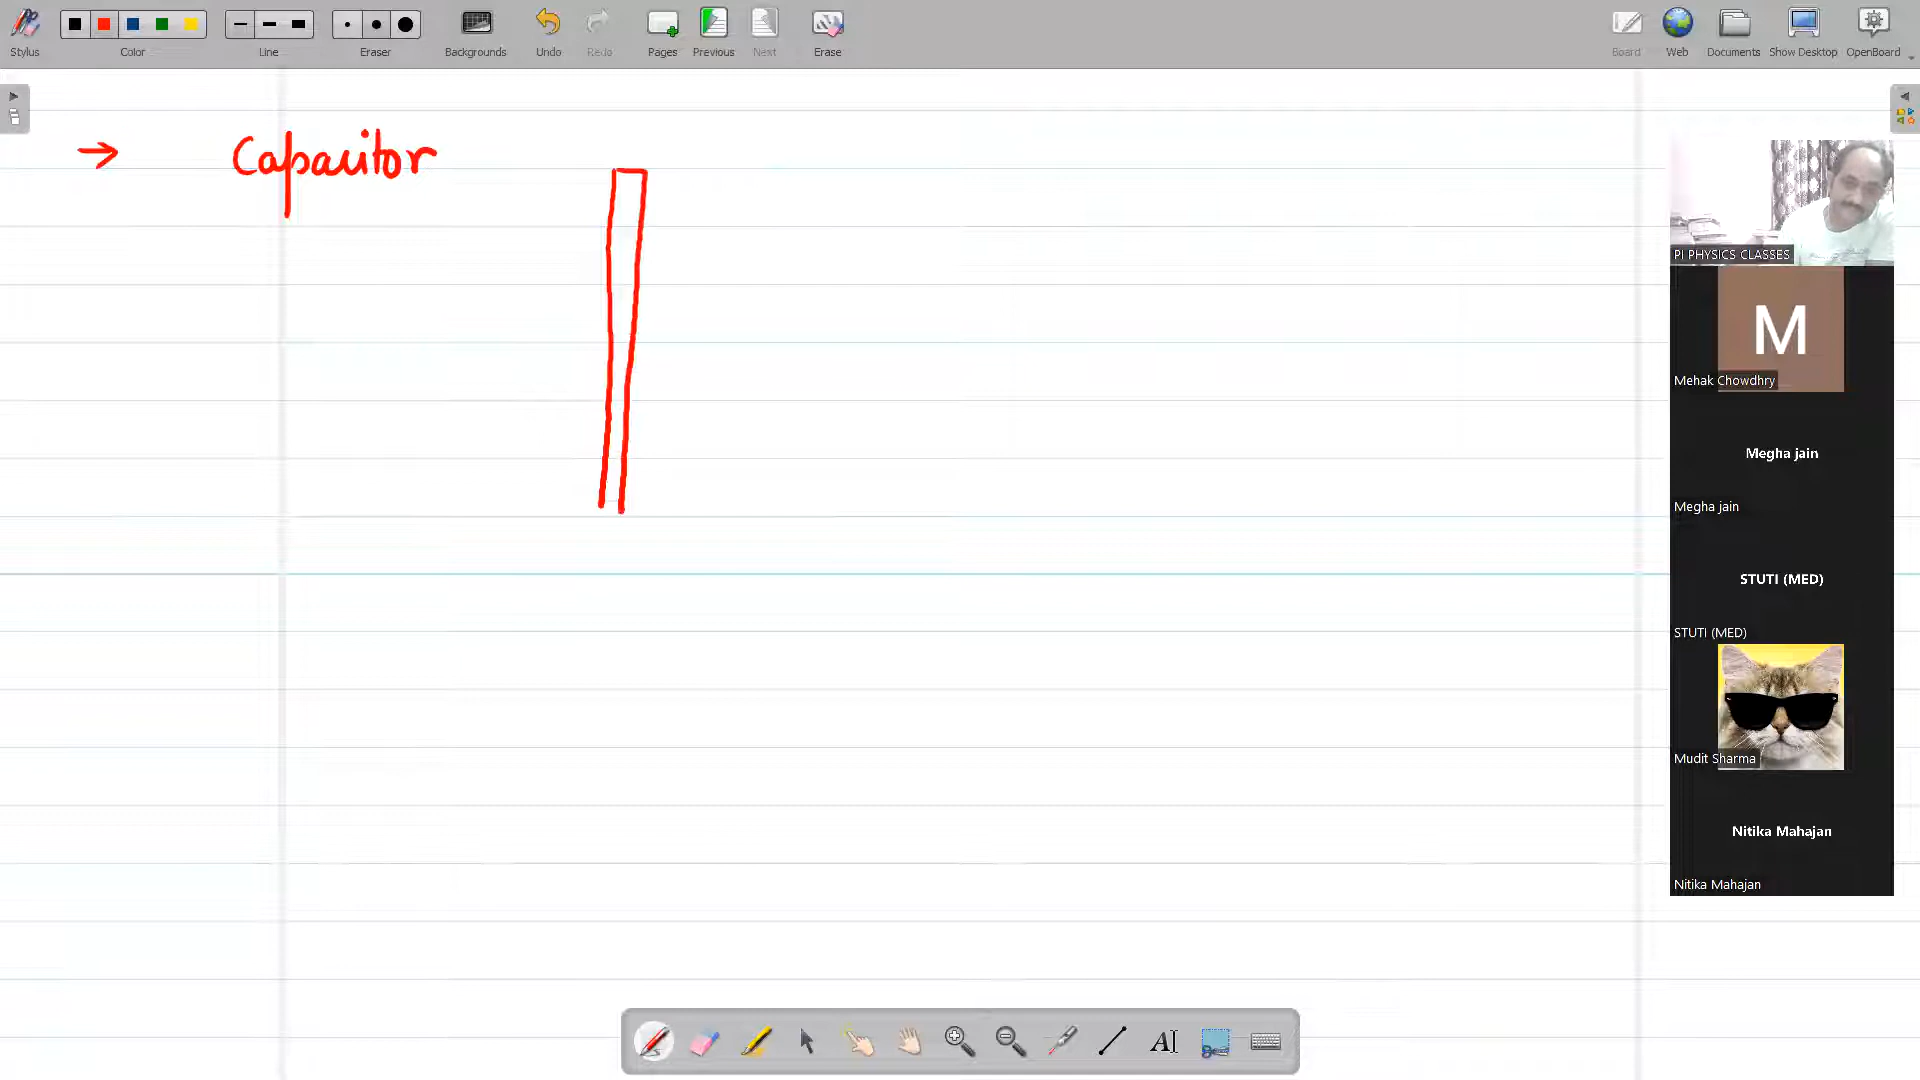 Stylus
Color
Line
Eraser
Backgrounds
Undo
Redo
Pages
Previous
Next
Erase
Board
Web
Documents
Show Desktop
OpenBoard
→ Capacitor
PI PHYSICS CLASSES
M
Mehak Chowdhry
Megha jain
Megha jain
STUTI (MED)
STUTI (MED)
Mudit Sharma
Nitika Mahajan
Nitika Mahajan
AI